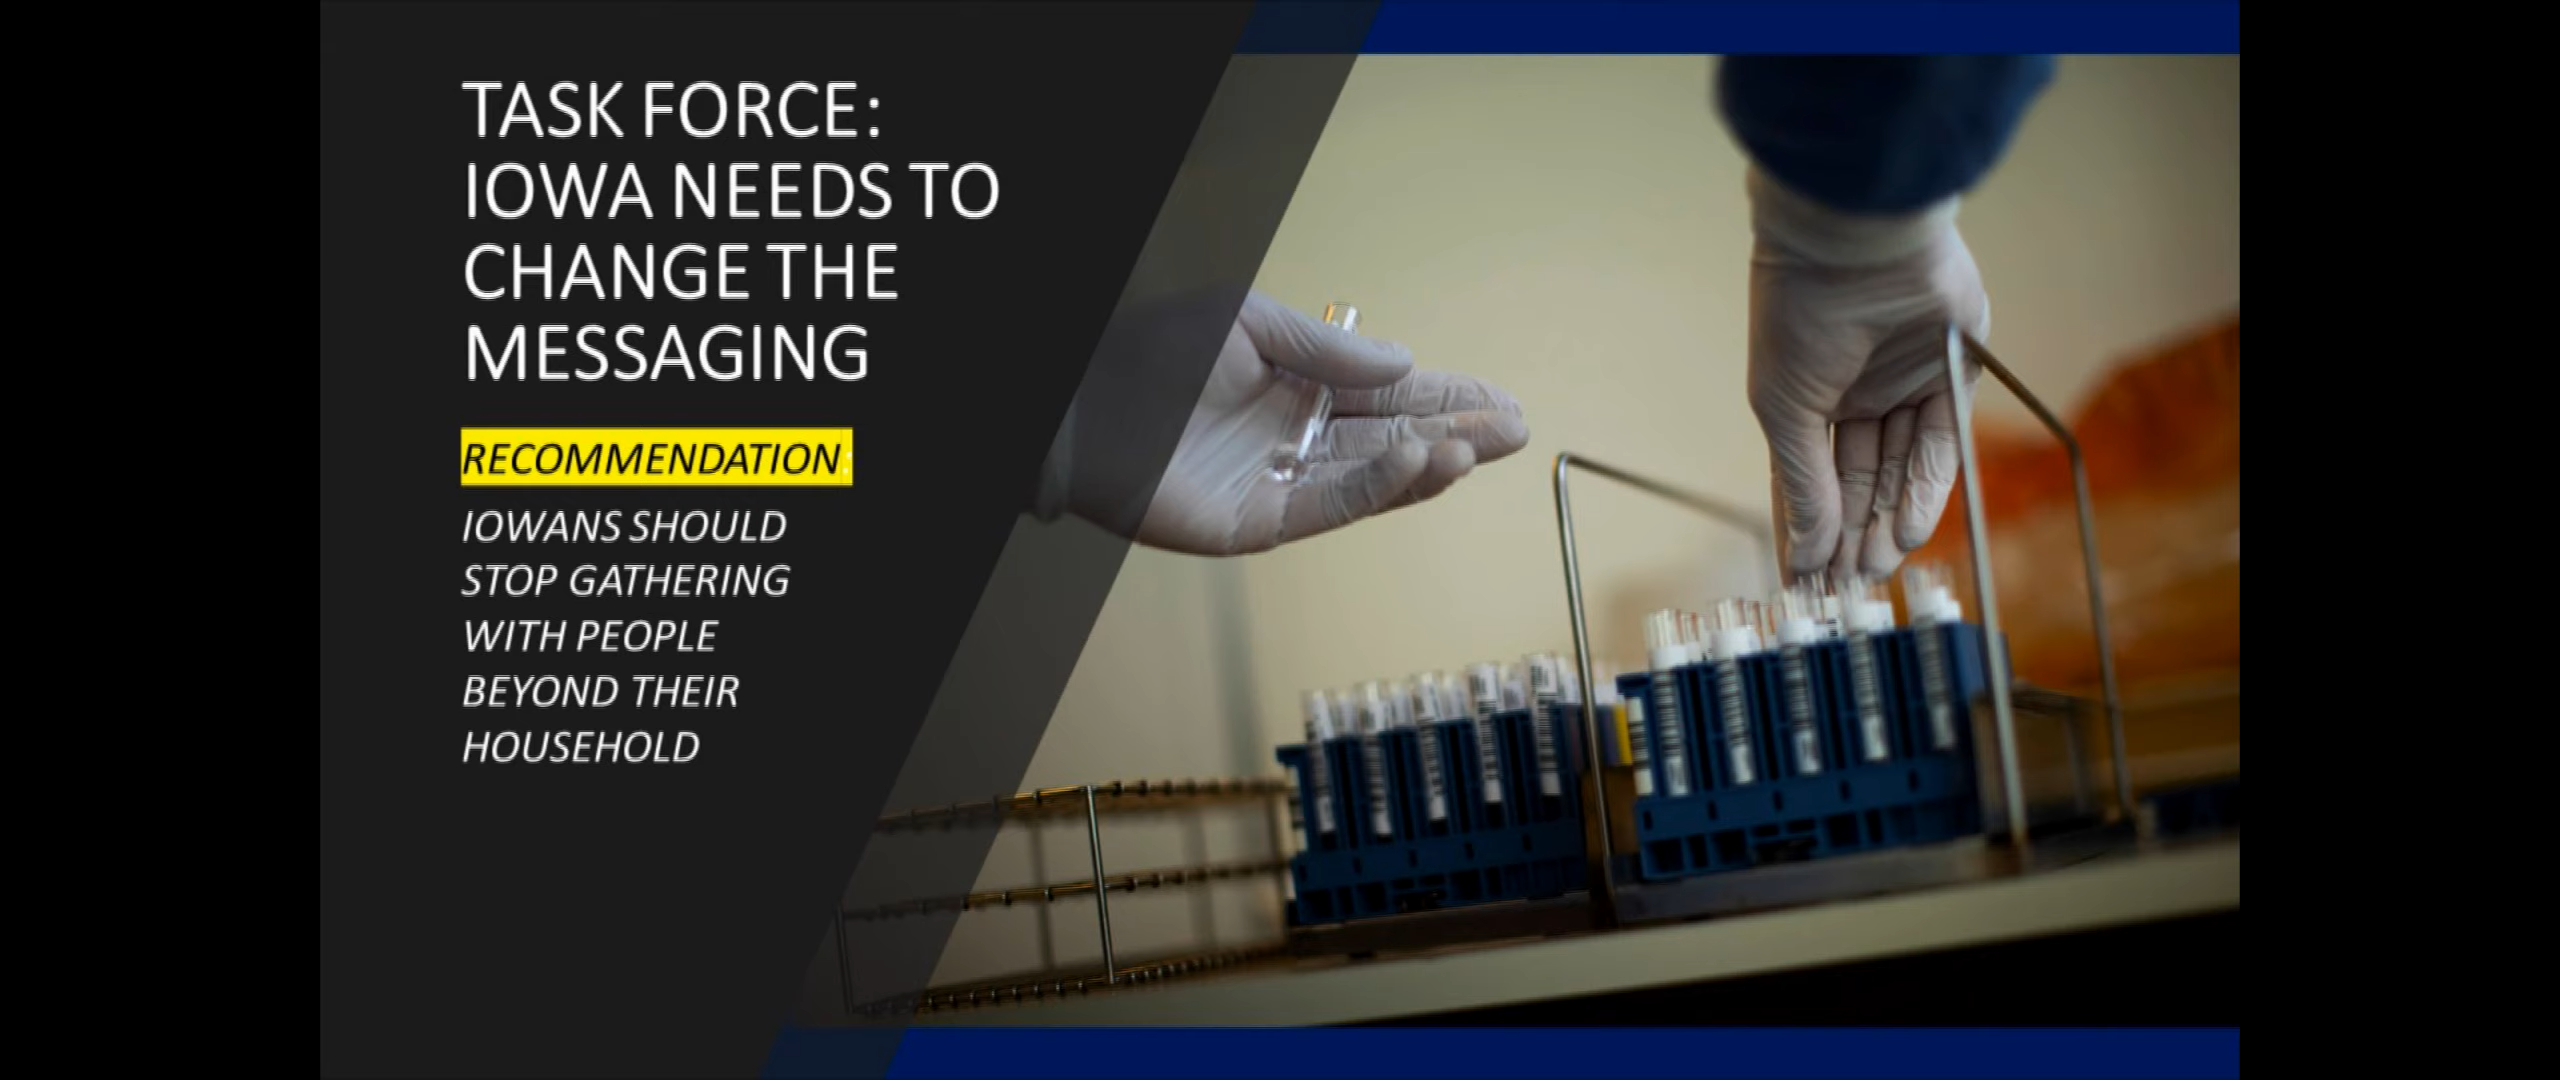 TASK FORCE:
IOWA NEEDS TO
CHANGE THE
MESSAGING
RECOMMENDATION:
IOWANS SHOULD
STOP GATHERING
WITH PEOPLE
BEYOND THEIR
HOUSEHOLD